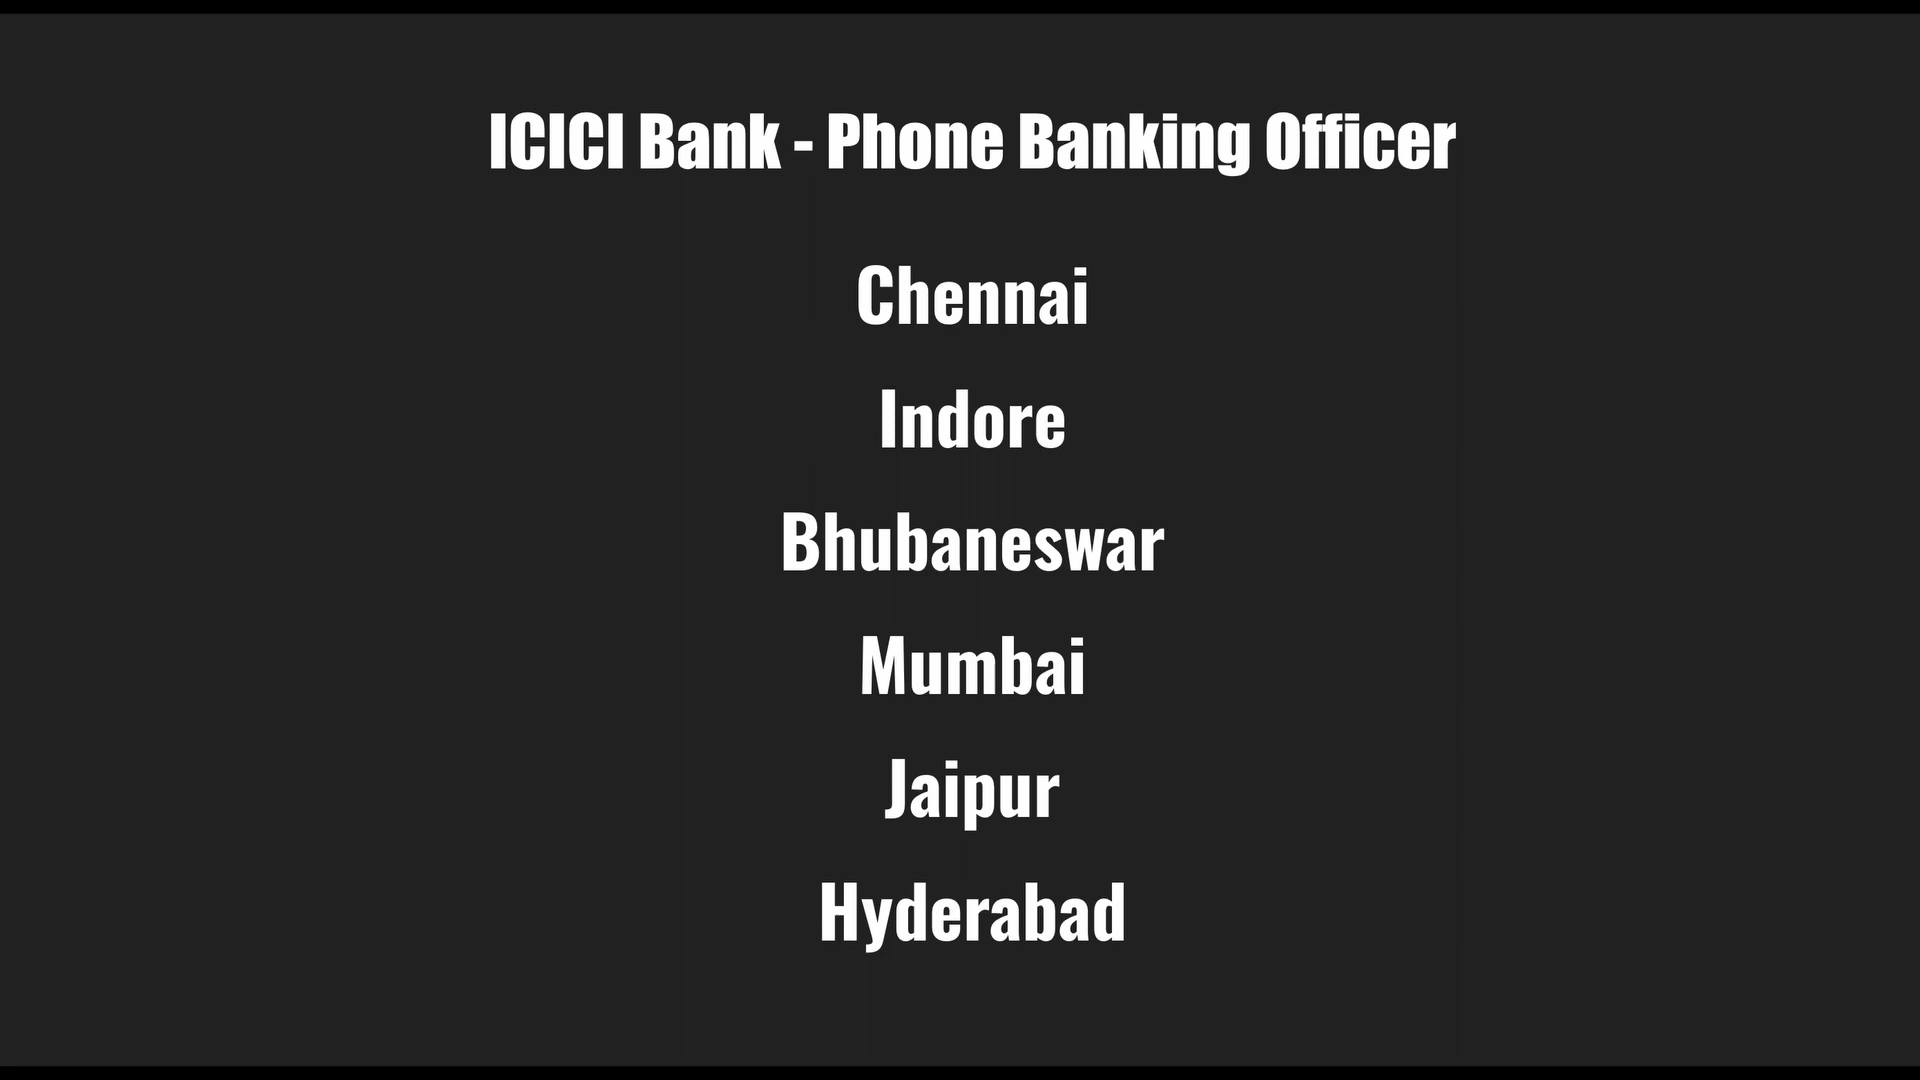 ICICI Bank - Phone Banking Officer
Chennai
Indore
Bhubaneswar
Mumbai
Jaipur
Hyderabad